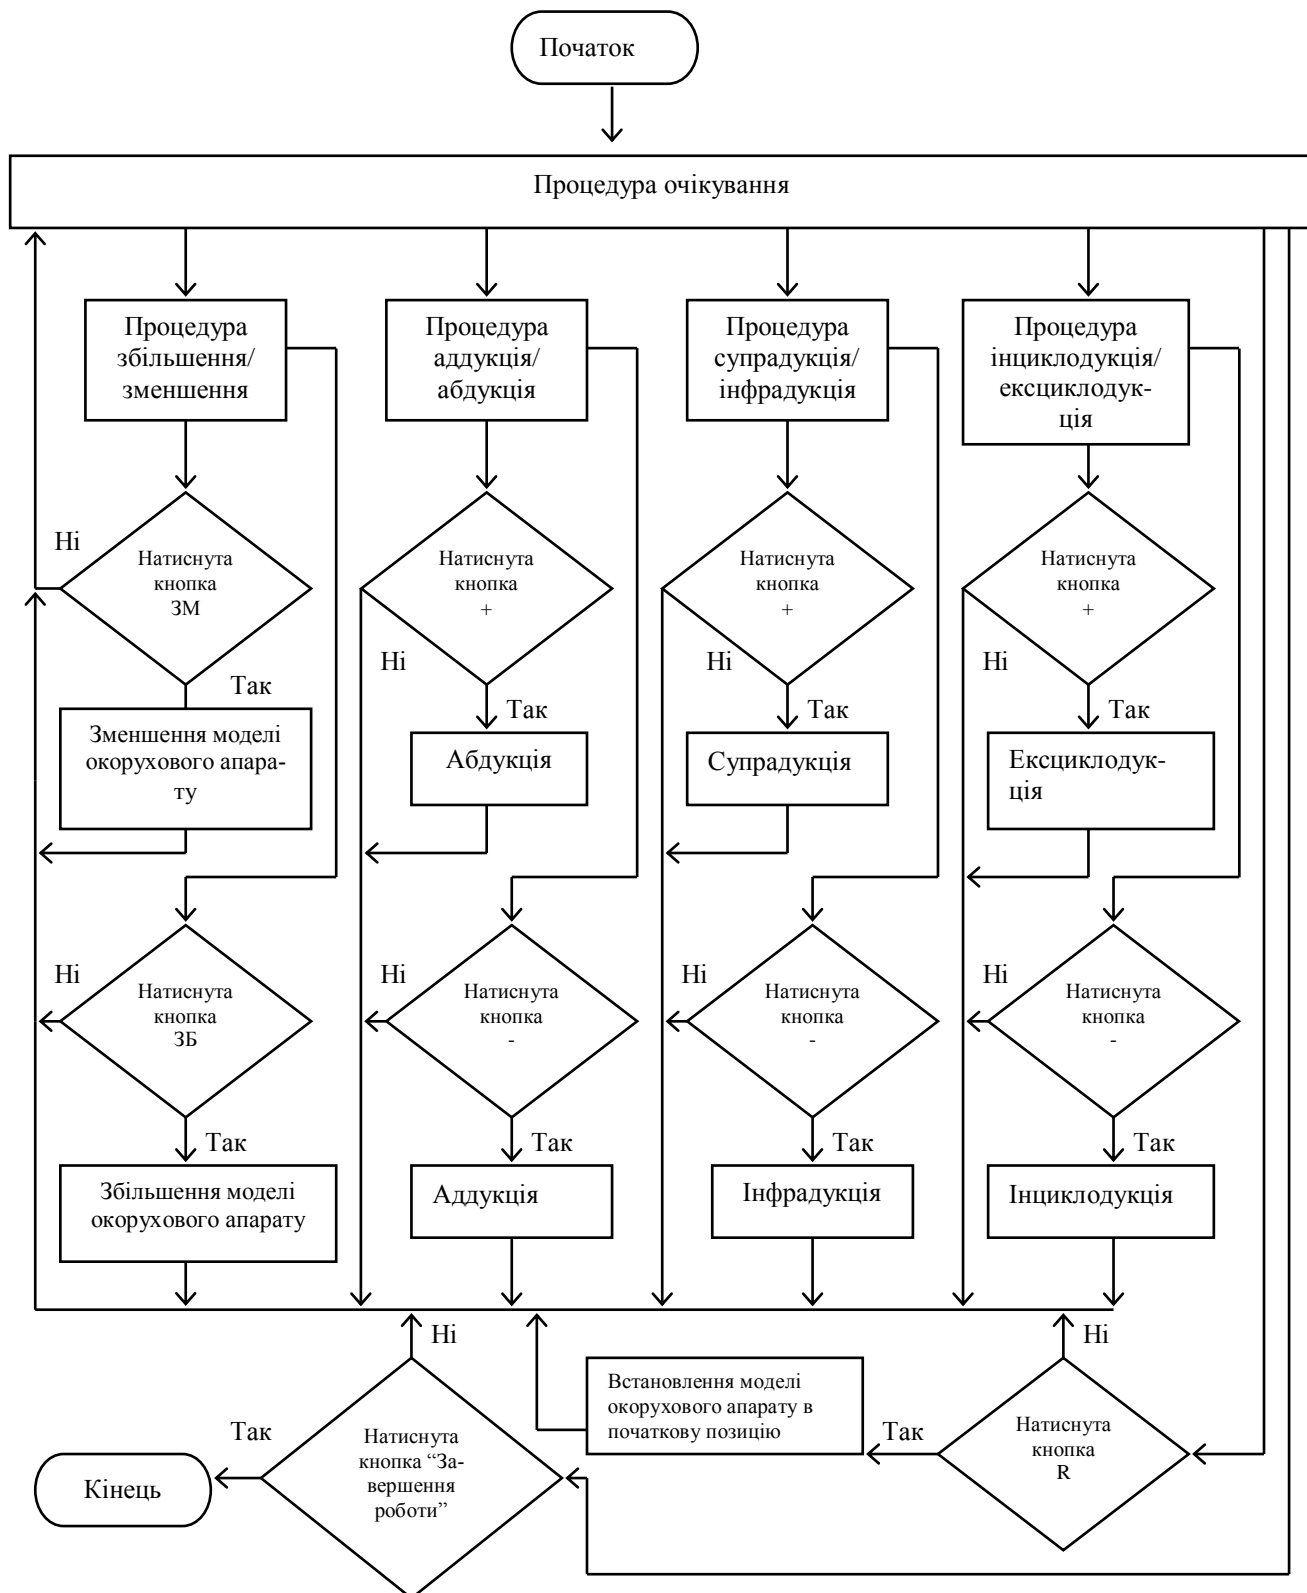 Початок
Процедура очікування
Процедура
збільшення/
зменшення
Процедура
аддукція/
абдукція
Процедура
супрадукція/
інфрадукція
Процедура
інциклодукція/
ексциклодук-
ція
Ні
Натиснута
кнопка
ЗМ
Натиснута
кнопка
+
Натиснута
кнопка
+
Натиснута
кнопка
+
Ні
Ні
Ні
Так
Так
Так
Так
Зменшення моделі
окорухового апара-
ту
Абдукція
Супрадукція
Ексциклодук-
ція
Ні
Натиснута
кнопка
ЗБ
Ні
Натиснута
кнопка
-
Ні
Натиснута
кнопка
-
Ні
Натиснута
кнопка
-
Так
Так
Так
Так
Збільшення моделі
окорухового апарату
Аддукція
Інфрадукція
Інциклодукція
Ні
Ні
Встановлення моделі
окорухового апарату в
початкову позицію
Так
Натиснута
кнопка
R
Так
Натиснута
кнопка “За-
вершення
роботи”
Кінець